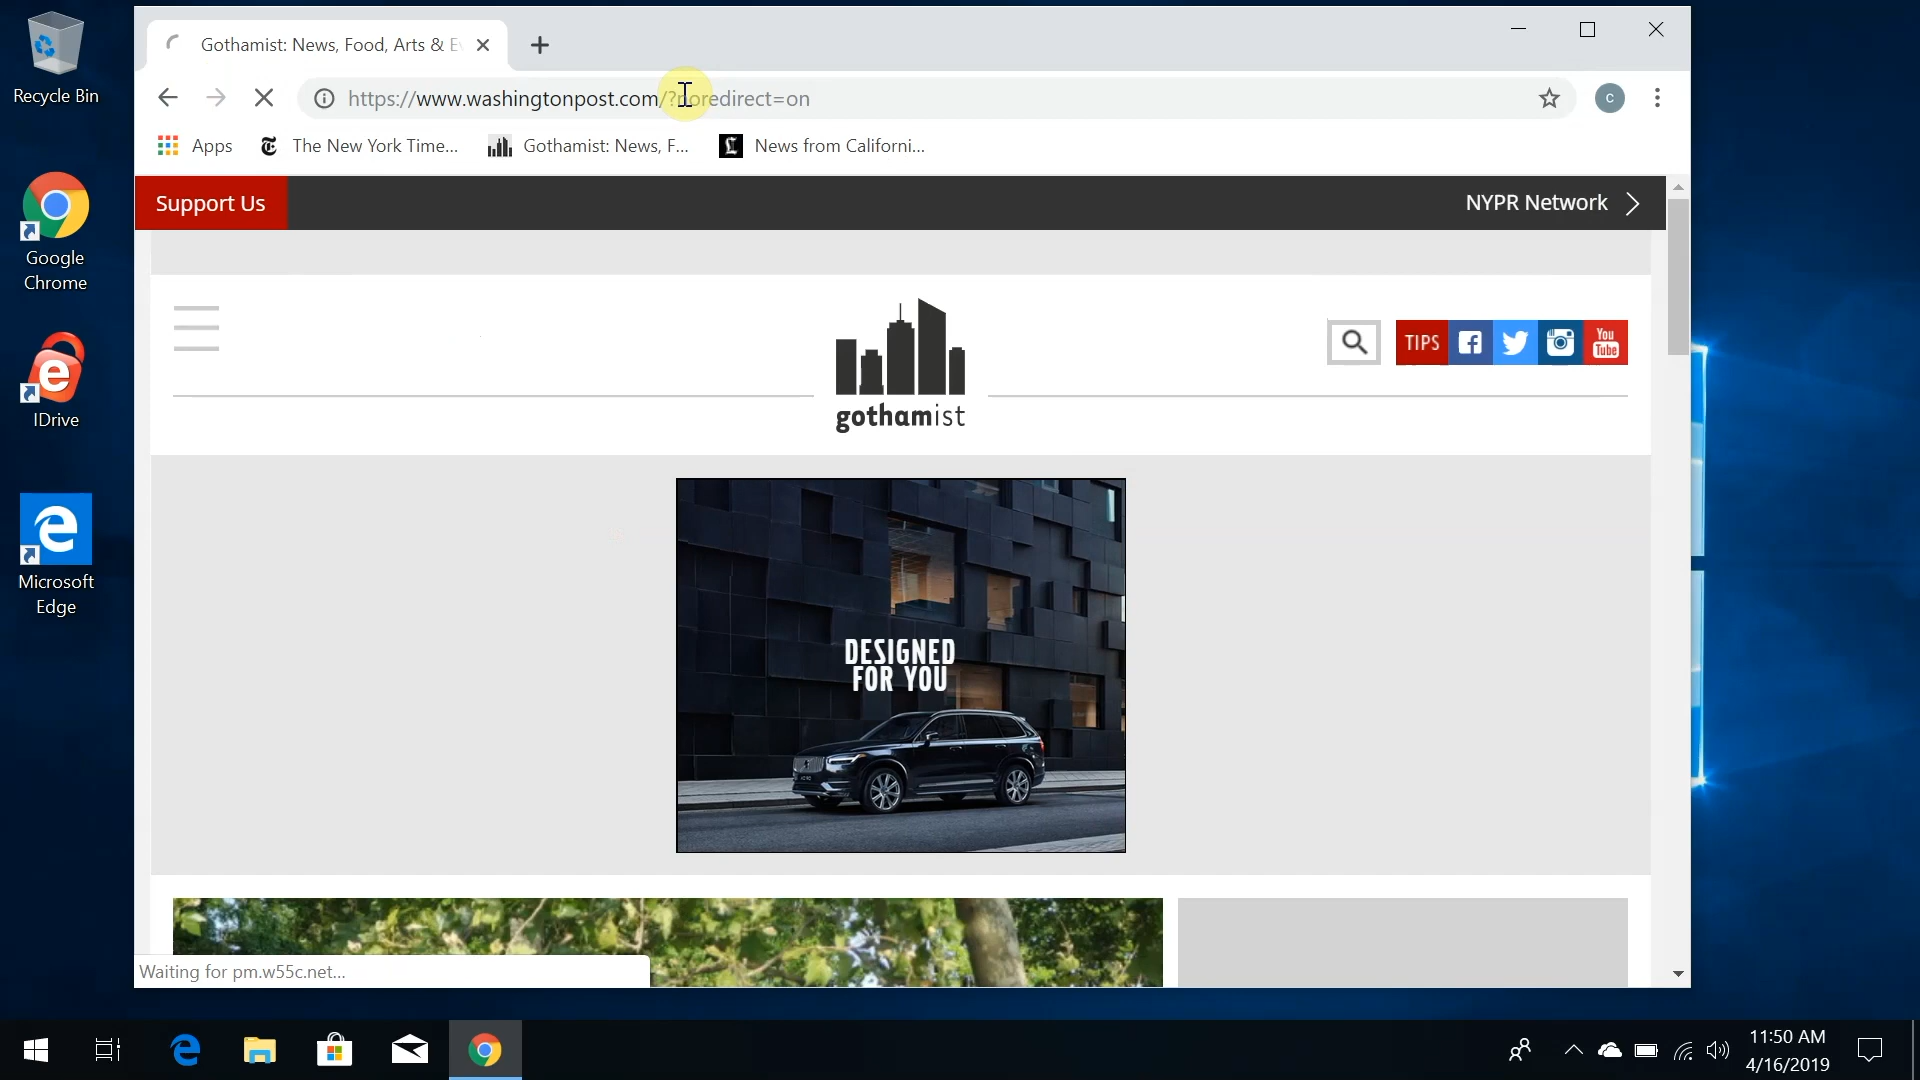 Recycle Bin
Gothamist: News, Food, Arts & E
https://www.washingtonpost.com/?noredirect=on
c
Apps
The New York Time...
Gothamist: News, F...
News from Californi...
Support Us
NYPR Network
Google
Chrome
TIPS
You
Tube
gothamist
IDrive
DESIGNED
FOR YOU
Microsoft
Edge
Waiting for pm.w55c.net...
11:50 AM
4/16/2019